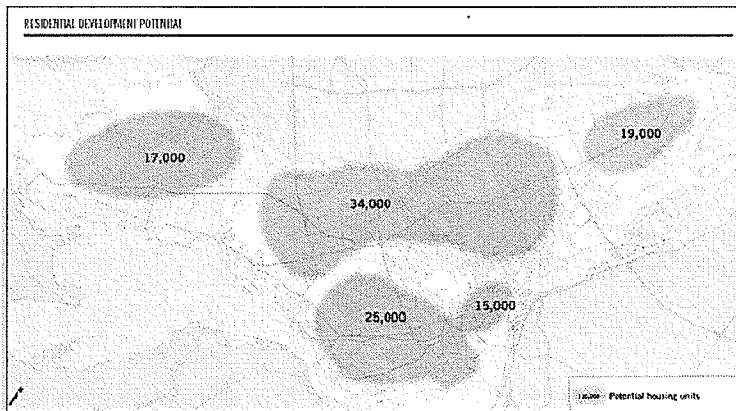 RESIDENTIAL DEVELOPMENT POTENTIAL
19,000
17,000
34,000
15,000
25,000
Potential housing units